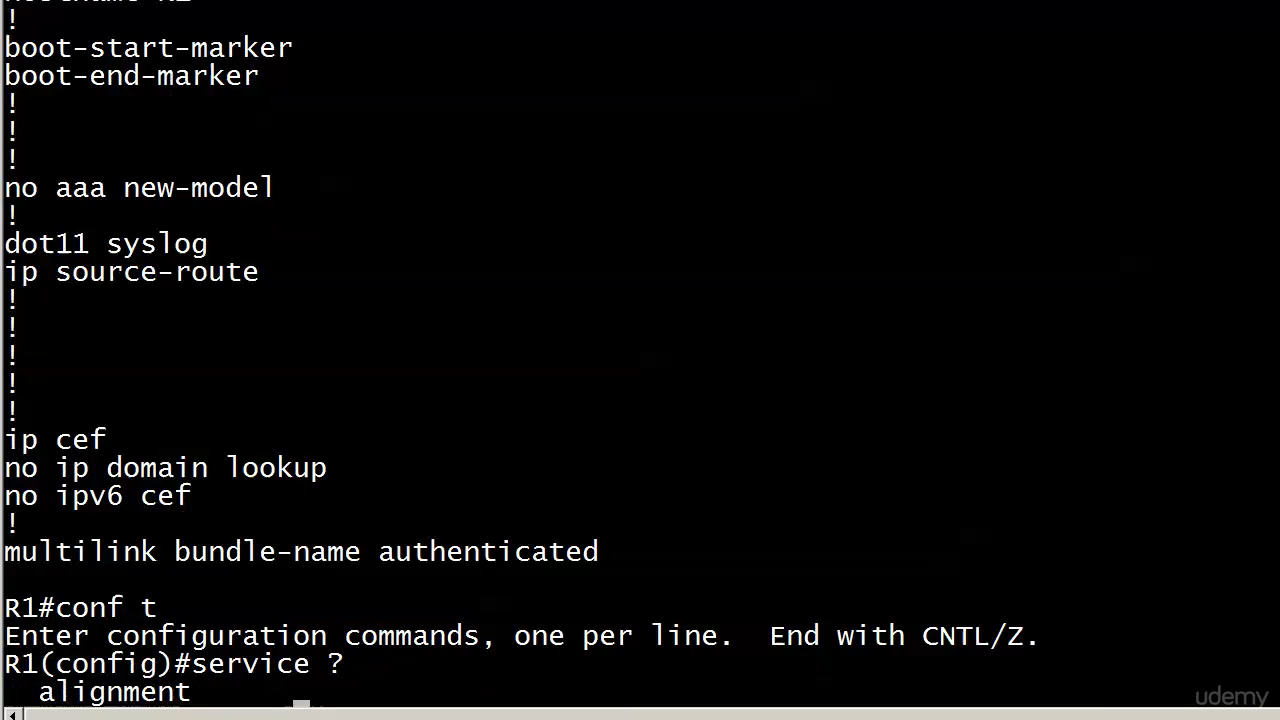 !
boot-start-marker
boot-end-marker
!
!
!
no aaa new-model
!
dot11 syslog
ip source-route
!
!
!
!
!
ip cef
no ip domain lookup
no ipv6 cef
!
multilink bundle-name authenticated
R1#conf t
Enter configuration commands, one per line.  End with CNTL/Z.
R1(config)#service ?
  alignment
udemy